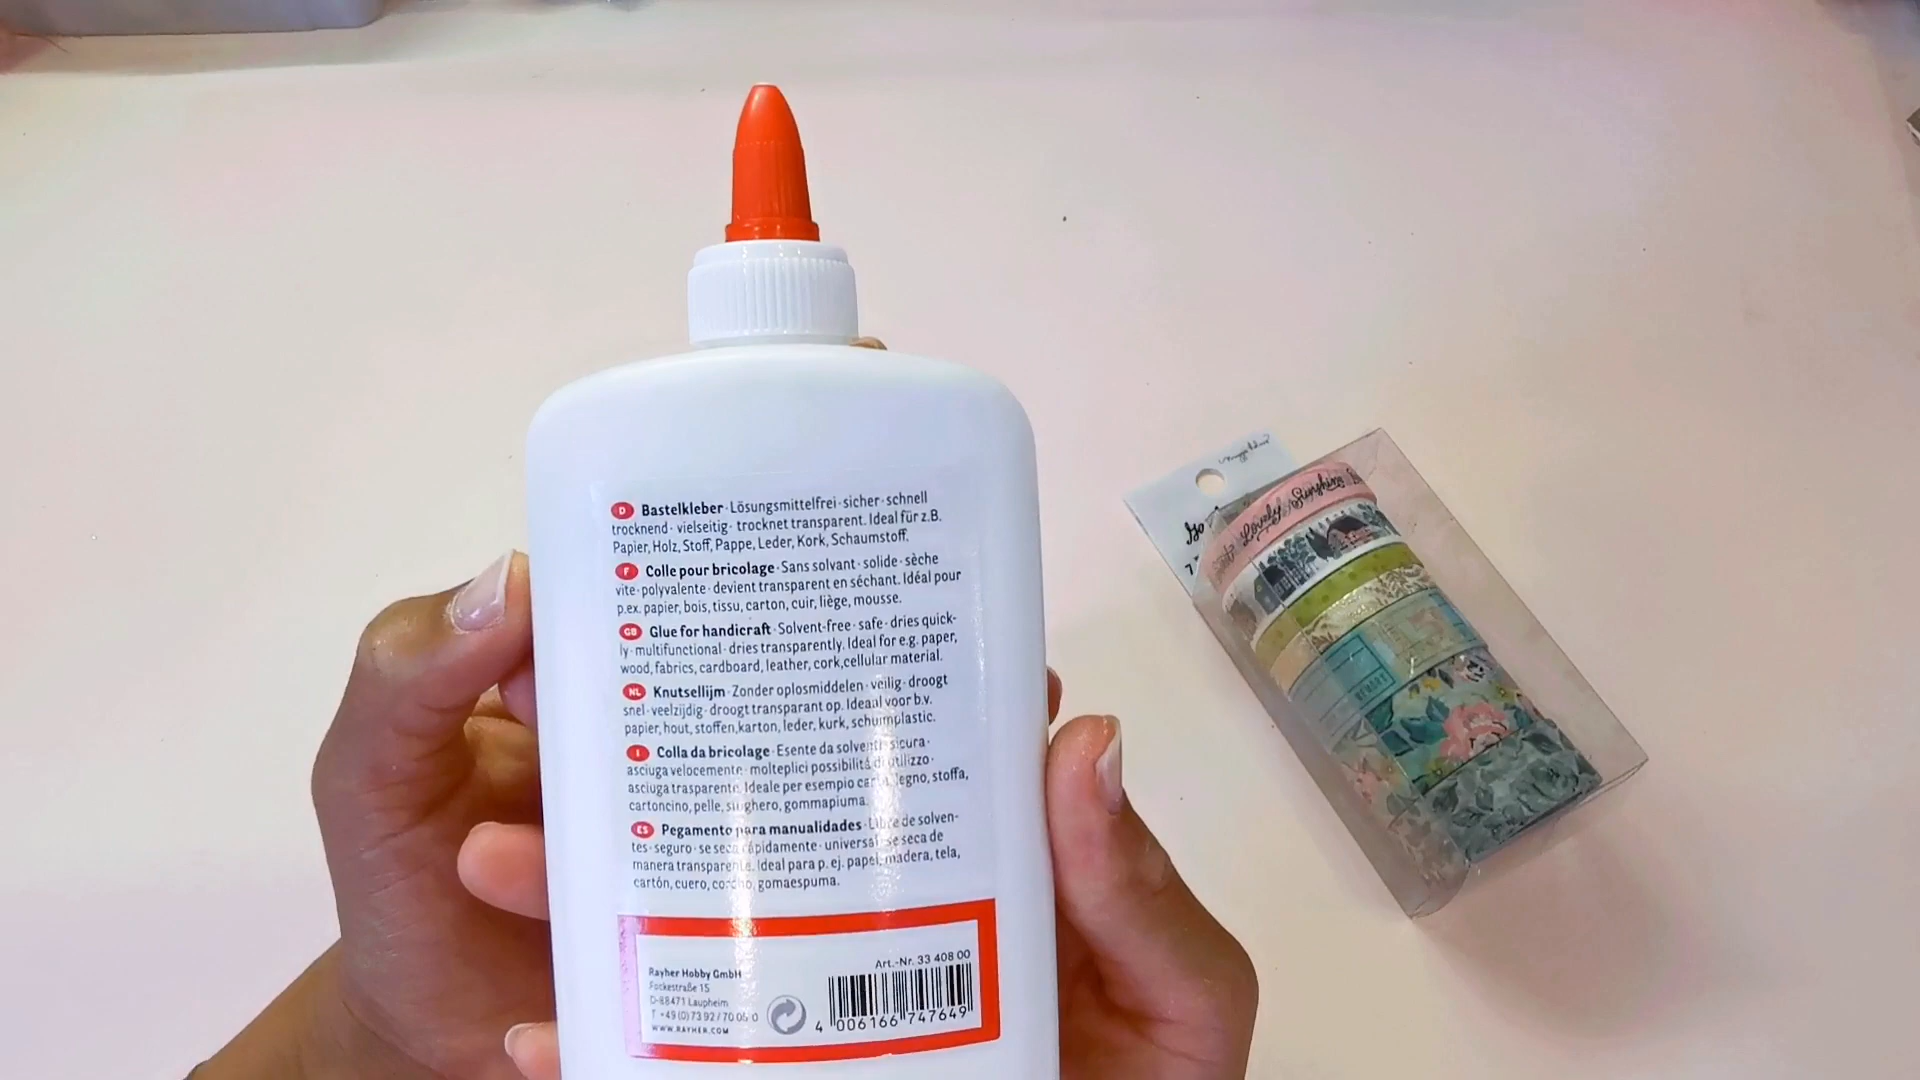 D Bastelkleber · Lösungsmittelfrei · sicher · schnell
trocknend · vielseitig · trocknet transparent. Ideal für z.B.
Papier, Holz, Stoff, Pappe, Leder, Kork, Schaumstoff.
F Colle pour bricolage · Sans solvant · solide · sèche
vite · polyvalente · devient transparent en séchant. Idéal pour
p.ex. papier, bois, tissu, carton, cuir, liège, mousse.
GB Glue for handicraft · Solvent-free · safe · dries quick-
ly · multifunctional · dries transparently. Ideal for e.g. paper,
wood, fabrics, cardboard, leather, cork,cellular material.
NL Knutsellijm · Zonder oplosmiddelen · veilig · droogt
snel · veelzijdig · droogt transparant op. Ideaal voor b.v.
papier, hout, stoffen,karton, leder, kurk, schuimplastic.
I Colla da bricolage · Esente da solventi · sicura ·
asciuga velocemente · molteplici possibilità di utilizzo ·
asciuga trasparente. Ideale per esempio carta, legno, stoffa,
cartoncino, pelle, sughero, gommapiuma.
ES Pegamento para manualidades · Libre de solven-
tes · seguro · se seca rápidamente · universal · se seca de
manera transparente. Ideal para p. ej. papel, madera, tela,
cartón, cuero, corcho, gomaespuma.
Rayher Hobby GmbH
Fockestraße 15
D-88471 Laupheim
T +49(0)7392/7005 0
WWW.RAYHER.COM
Art.-Nr. 33 408 00
4 006166 747649
Lovely Sunshine